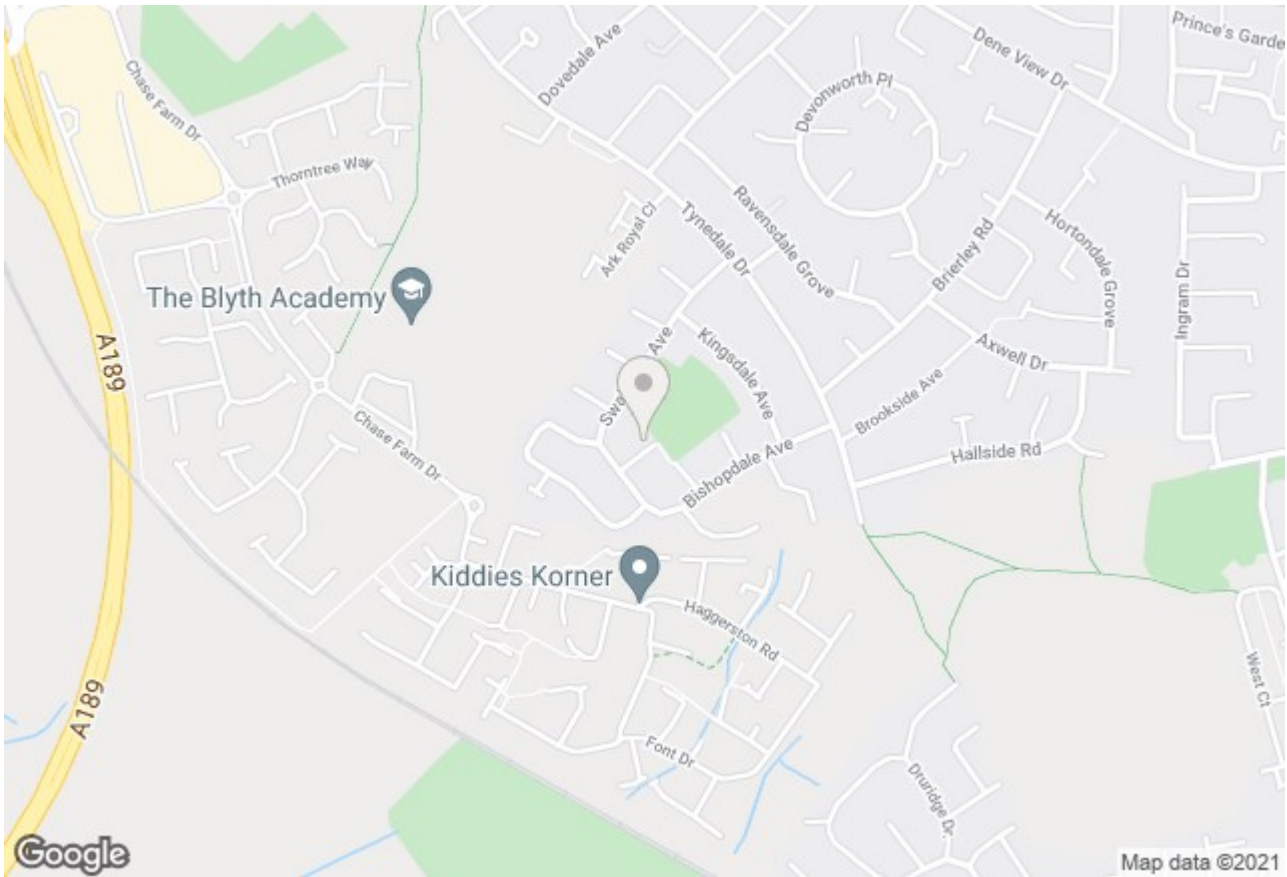 Prince's Garde
Dene View Dr
Dovedale Ave
Chase Farm Dr
Devonworth Pl
Thorntree Way
Ravensdale Grove
Ark Royal Cl
Tynedale Dr
Brierley Rd
Hortondale Grove
The Blyth Academy
Ingram Dr
A189
Swa
Ave
Kingsdale Ave
Axwell Dr
Brookside Ave
Chase Farm Dr
Hallside Rd
Bishopdale Ave
Kiddies Korner
Haggerston Rd
A189
West Ct
Font Dr
Druridge Dr
Google
Map data ©2021